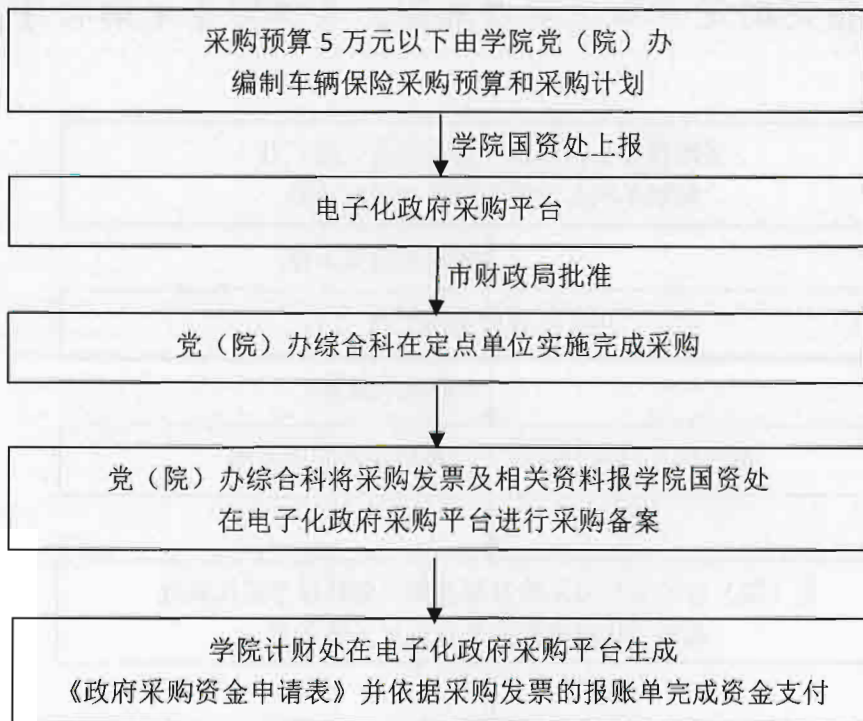 采购预算5万元以下由学院党（院）办
编制车辆保险采购预算和采购计划
学院国资处上报
电子化政府采购平台
市财政局批准
党（院）办综合科在定点单位实施完成采购
党（院）办综合科将采购发票及相关资料报学院国资处
在电子化政府采购平台进行采购备案
学院计财处在电子化政府采购平台生成
《政府采购资金申请表》并依据采购发票的报账单完成资金支付